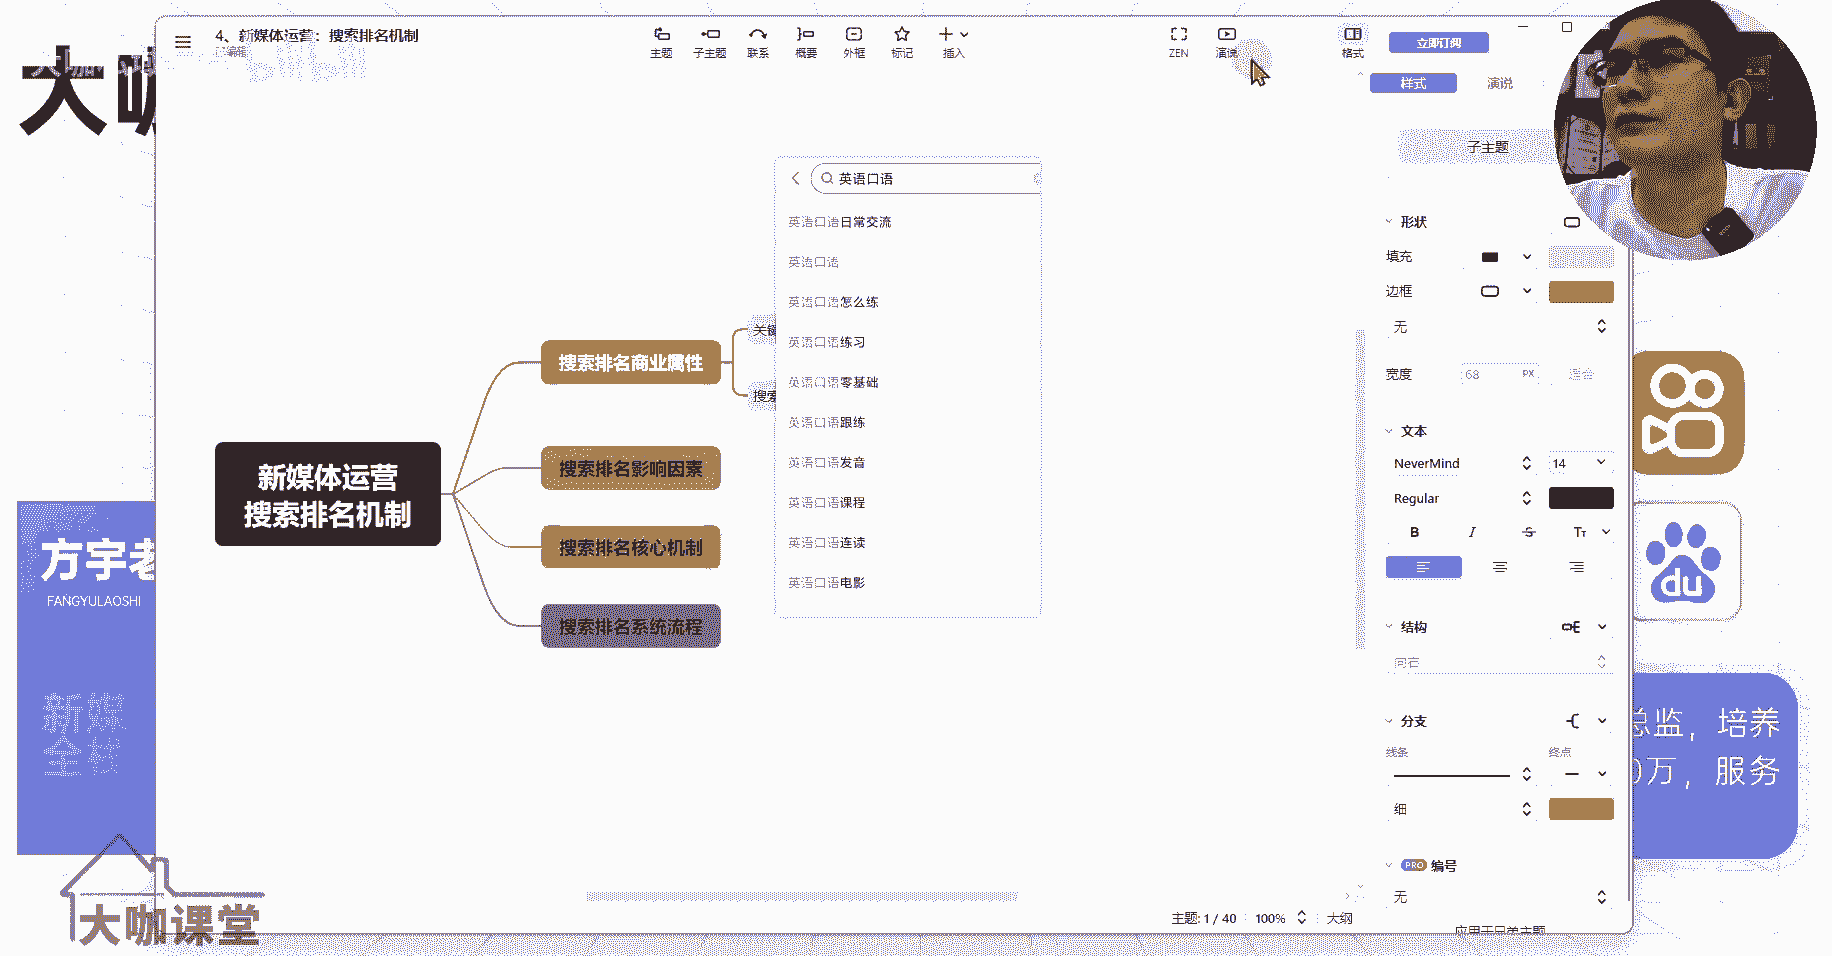 4、新媒体运营：搜索排名机制
已编辑
主题
子主题
联系
概要
外框
标记
插入
ZEN
演说
格式
立即订阅
样式
演说
大咖
bilibili
子主题
英语口语
英语口语日常交流
英语口语
英语口语怎么练
英语口语练习
英语口语零基础
英语口语跟练
英语口语发音
英语口语课程
英语口语连读
英语口语电影
关键
搜索
搜索排名商业属性
搜索排名影响因素
搜索排名核心机制
搜索排名系统流程
新媒体运营
搜索排名机制
形状
填充
边框
无
宽度
68
PX
适合
文本
NeverMind
14
Regular
B
I
S
Tт
结构
向右
分支
线条
终点
细
PRO 编号
无
应用于兄弟主题
主题: 1 / 40
100%
大纲
方宇老
FANGYULAOSHI
新媒
全栈
大咖课堂
du
总监，培养
0万，服务